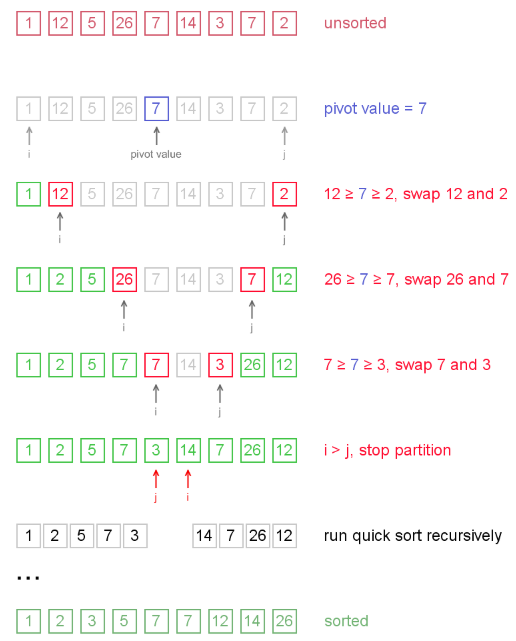 1 12 5 26 7 14 3 7 2 unsorted
1 12 5 26 7 14 3 7 2 pivot value = 7
i pivot value j
1 12 5 26 7 14 3 7 2 12 ≥ 7 ≥ 2, swap 12 and 2
i j
1 2 5 26 7 14 3 7 12 26 ≥ 7 ≥ 7, swap 26 and 7
i j
1 2 5 7 7 14 3 26 12 7 ≥ 7 ≥ 3, swap 7 and 3
i j
1 2 5 7 3 14 7 26 12 i > j, stop partition
j i
1 2 5 7 3 14 7 26 12 run quick sort recursively
...
1 2 3 5 7 7 12 14 26 sorted